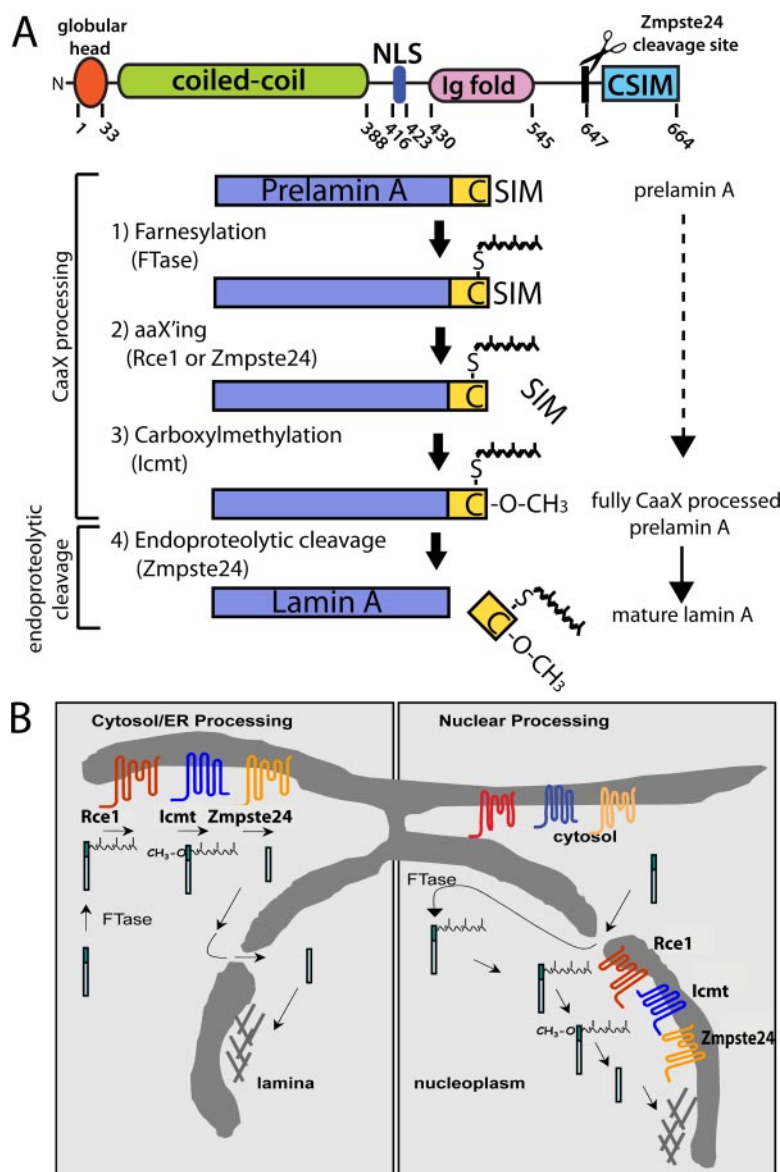 A
globular
head
N
coiled-coil
NLS
Ig fold
Zmpste24
cleavage site
CSIM
1
33
388
416
423
430
545
647
664
CaaX processing
Prelamin A
C SIM
prelamin A
1) Farnesylation
(FTase)
S
C SIM
2) aaX'ing
(Rce1 or Zmpste24)
S
C
SIM
3) Carboxylmethylation
(Icmt)
S
C -O-CH3
fully CaaX processed
prelamin A
endoproteolytic
cleavage
4) Endoproteolytic cleavage
(Zmpste24)
Lamin A
S
C-O-CH3
mature lamin A
B
Cytosol/ER Processing
Rce1
Icmt
Zmpste24
CH3-O
FTase
lamina
Nuclear Processing
cytosol
FTase
Rce1
Icmt
Zmpste24
CH3-O
nucleoplasm